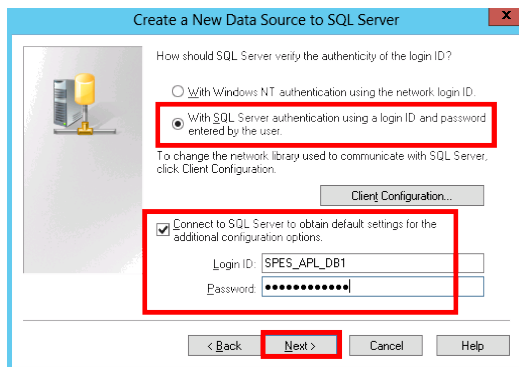 Create a New Data Source to SQL Server
x
How should SQL Server verify the authenticity of the login ID?
With Windows NT authentication using the network login ID.
With SQL Server authentication using a login ID and password
entered by the user.
To change the network library used to communicate with SQL Server,
click Client Configuration.
Client Configuration...
Connect to SQL Server to obtain default settings for the
additional configuration options.
Login ID: SPES_APL_DB1
Password: ●●●●●●●●●●●●
< Back Next > Cancel Help